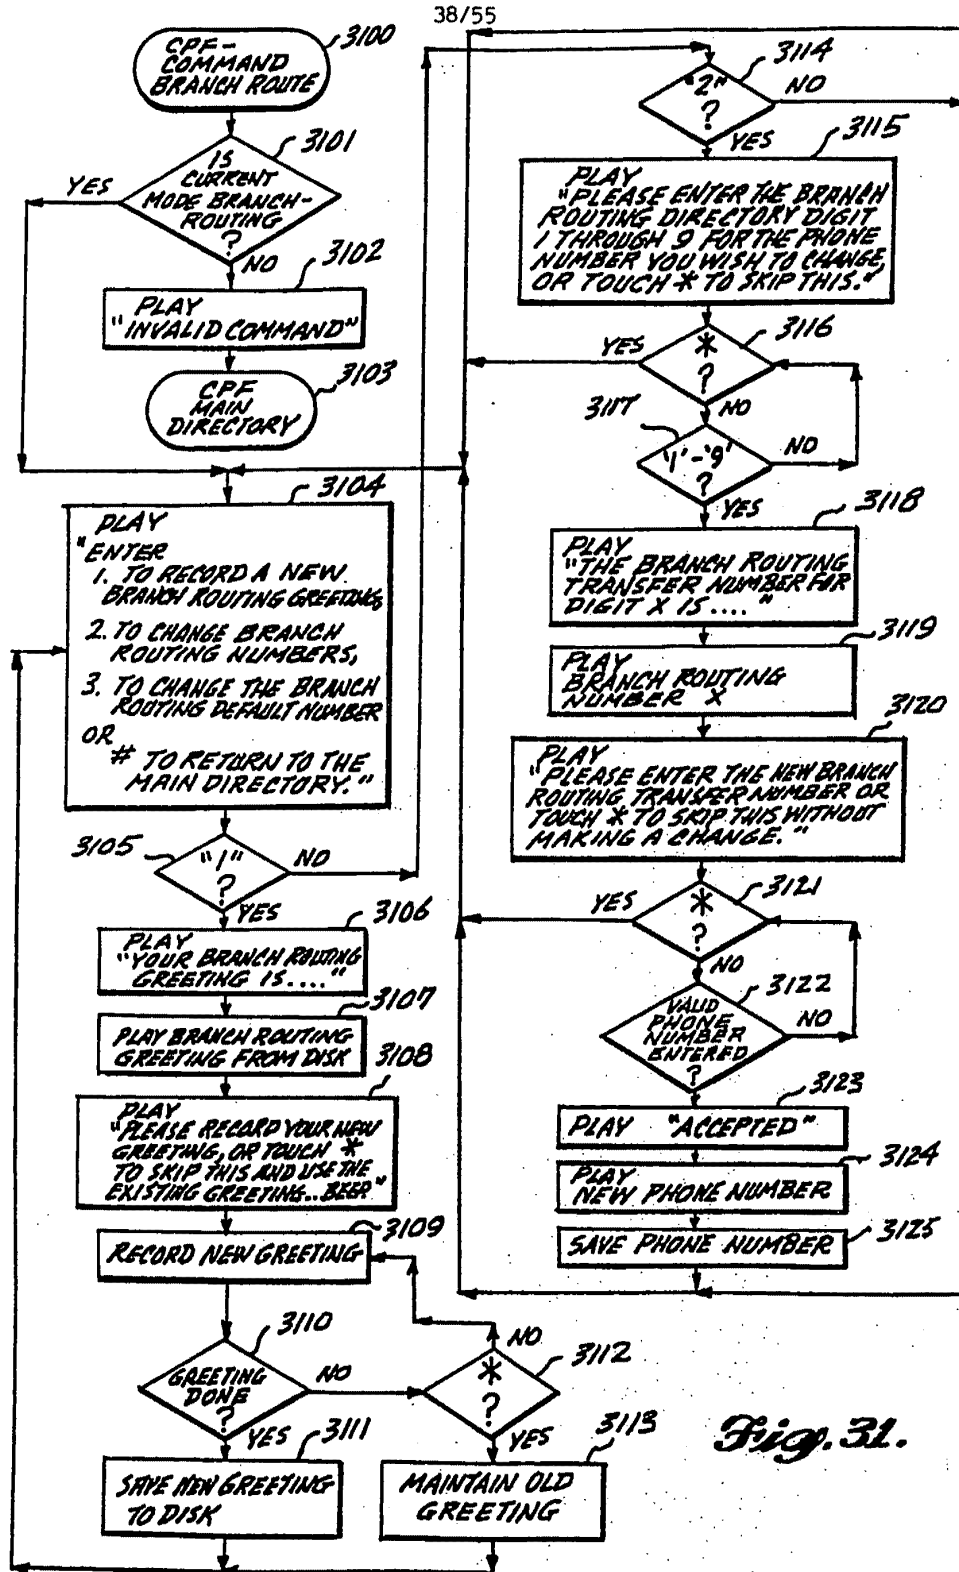 38/55
3100
CPF-
COMMAND
BRANCH ROUTE
3101
IS
CURRENT
MODE BRANCH-
ROUTING
?
YES
NO
3102
PLAY
"INVALID COMMAND"
3103
CPF
MAIN
DIRECTORY
3104
PLAY
"ENTER
1. TO RECORD A NEW
BRANCH ROUTING GREETING,
2. TO CHANGE BRANCH
ROUTING NUMBERS,
3. TO CHANGE THE BRANCH
ROUTING DEFAULT NUMBER
OR
# TO RETURN TO THE
MAIN DIRECTORY."
3105
"1"
?
NO
YES
3106
PLAY
"YOUR BRANCH ROUTING
GREETING IS...."
3107
PLAY BRANCH ROUTING
GREETING FROM DISK
3108
PLAY
"PLEASE RECORD YOUR NEW
GREETING, OR TOUCH *
TO SKIP THIS AND USE THE
EXISTING GREETING...BEEP"
3109
RECORD NEW GREETING
3110
GREETING
DONE
?
NO
YES
3111
SAVE NEW GREETING
TO DISK
3112
*
?
NO
YES
3113
MAINTAIN OLD
GREETING
3114
"2"
?
NO
YES
3115
PLAY
"PLEASE ENTER THE BRANCH
ROUTING DIRECTORY DIGIT
1 THROUGH 9 FOR THE PHONE
NUMBER YOU WISH TO CHANGE,
OR TOUCH * TO SKIP THIS."
3116
*
?
YES
NO
3117
'1'-'9'
?
NO
YES
3118
PLAY
"THE BRANCH ROUTING
TRANSFER NUMBER FOR
DIGIT X IS...."
3119
PLAY
BRANCH ROUTING
NUMBER X
3120
PLAY
"PLEASE ENTER THE NEW BRANCH
ROUTING TRANSFER NUMBER OR
TOUCH * TO SKIP THIS WITHOUT
MAKING A CHANGE."
3121
*
?
YES
NO
3122
VALID
PHONE
NUMBER
ENTERED
?
NO
3123
PLAY "ACCEPTED"
3124
PLAY
NEW PHONE NUMBER
3125
SAVE PHONE NUMBER
Fig. 31.